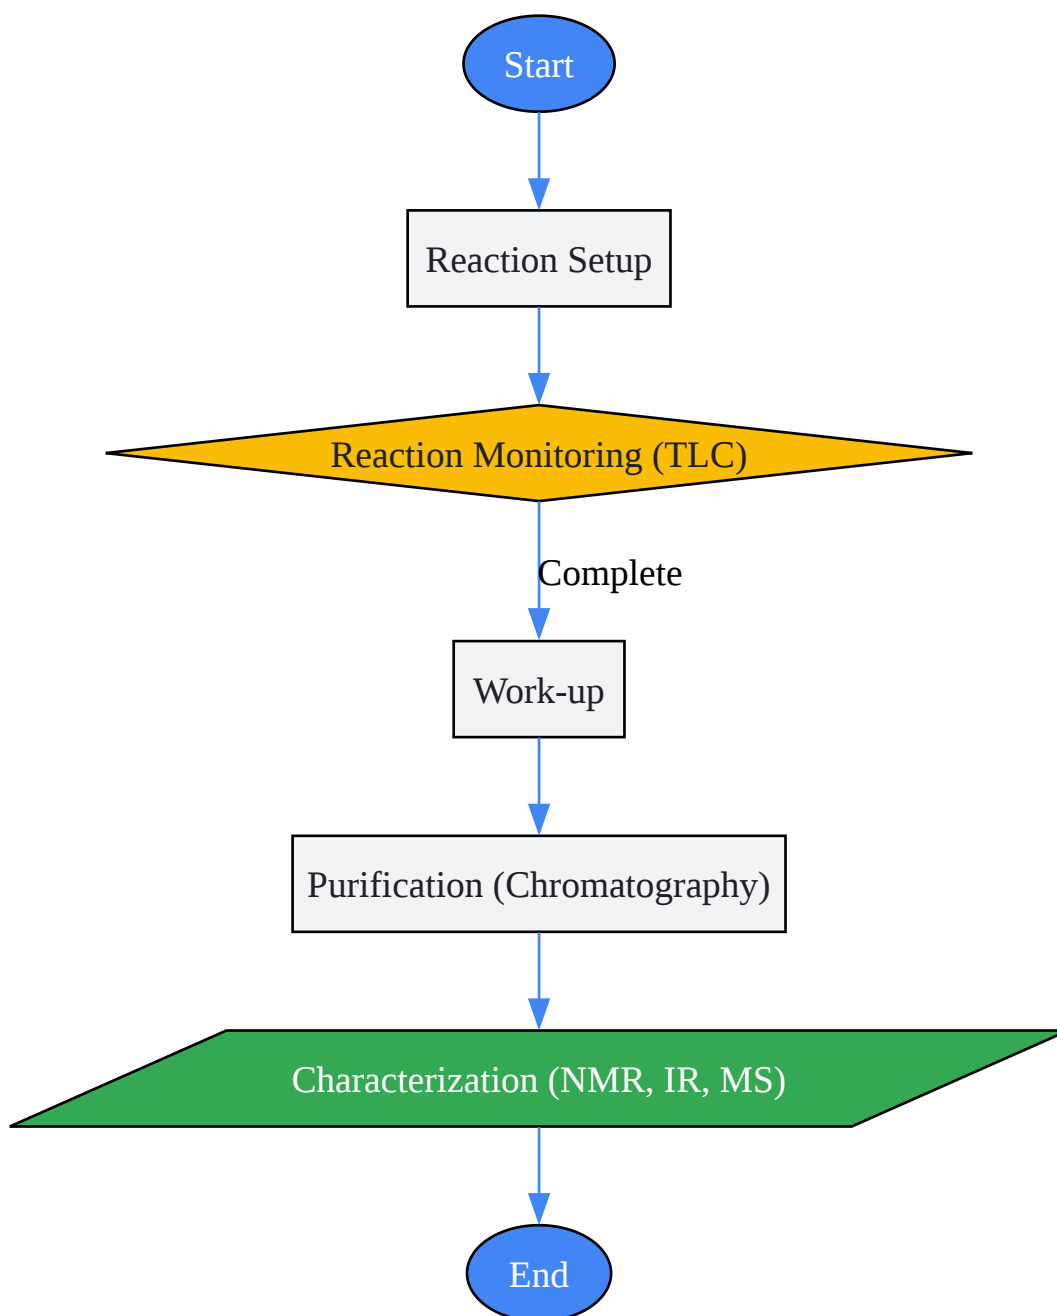 Start
Reaction Setup
Reaction Monitoring (TLC)
Complete
Work-up
Purification (Chromatography)
Characterization (NMR, IR, MS)
End